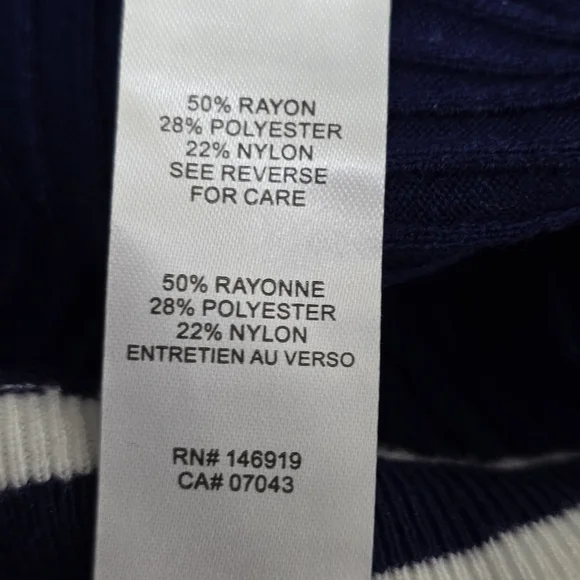 50% RAYON
28% POLYESTER
22% NYLON
SEE REVERSE
FOR CARE
50% RAYONNE
28% POLYESTER
22% NYLON
ENTRETIEN AU VERSO
RN# 146919
CA# 07043